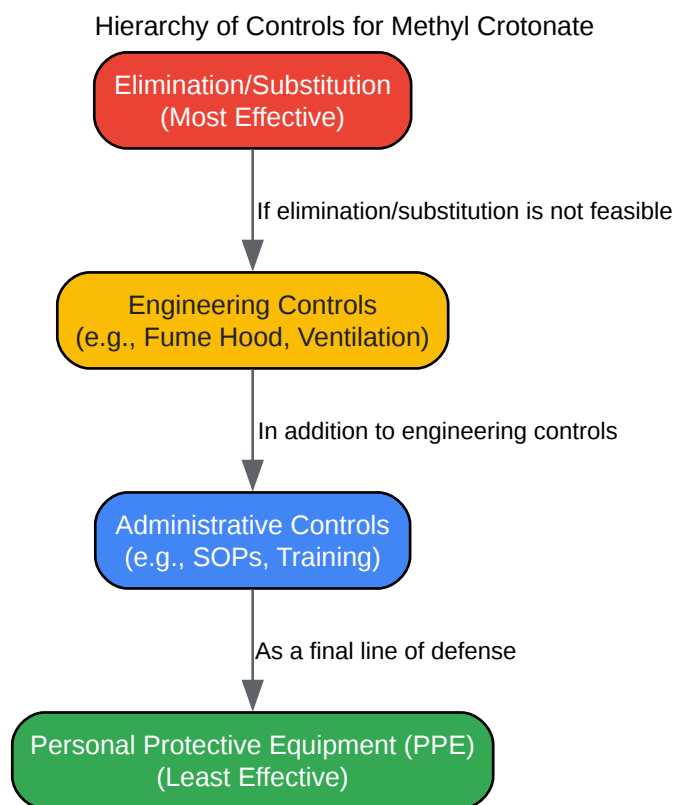 Hierarchy of Controls for Methyl Crotonate
Elimination/Substitution
(Most Effective)
If elimination/substitution is not feasible
Engineering Controls
(e.g., Fume Hood, Ventilation)
In addition to engineering controls
Administrative Controls
(e.g., SOPs, Training)
As a final line of defense
Personal Protective Equipment (PPE)
(Least Effective)